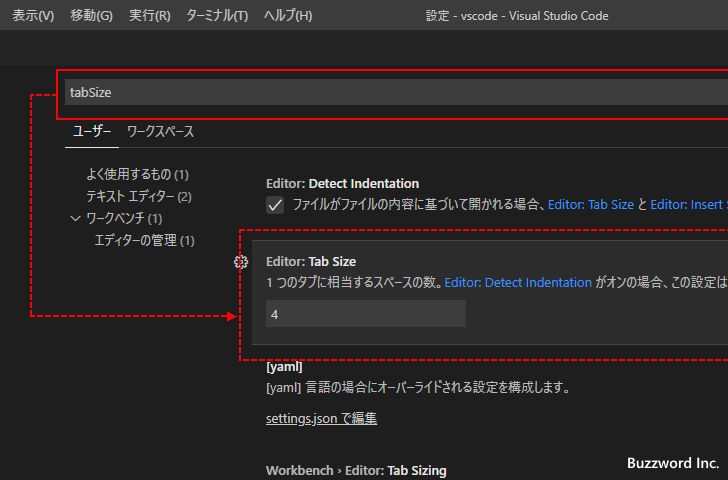 表示(V) 移動(G) 実行(R) ターミナル(T) ヘルプ(H) 設定 - vscode - Visual Studio Code
tabSize
ユーザー ワークスペース
よく使用するもの (1)
テキスト エディター (2)
ワークベンチ (1)
エディターの管理 (1)
Editor: Detect Indentation
ファイルがファイルの内容に基づいて開かれる場合、Editor: Tab Size と Editor: Insert S
Editor: Tab Size
1 つのタブに相当するスペースの数。Editor: Detect Indentation がオンの場合、この設定は
4
[yaml]
[yaml] 言語の場合にオーバーライドされる設定を構成します。
settings.json で編集
Workbench › Editor: Tab Sizing
Buzzword Inc.